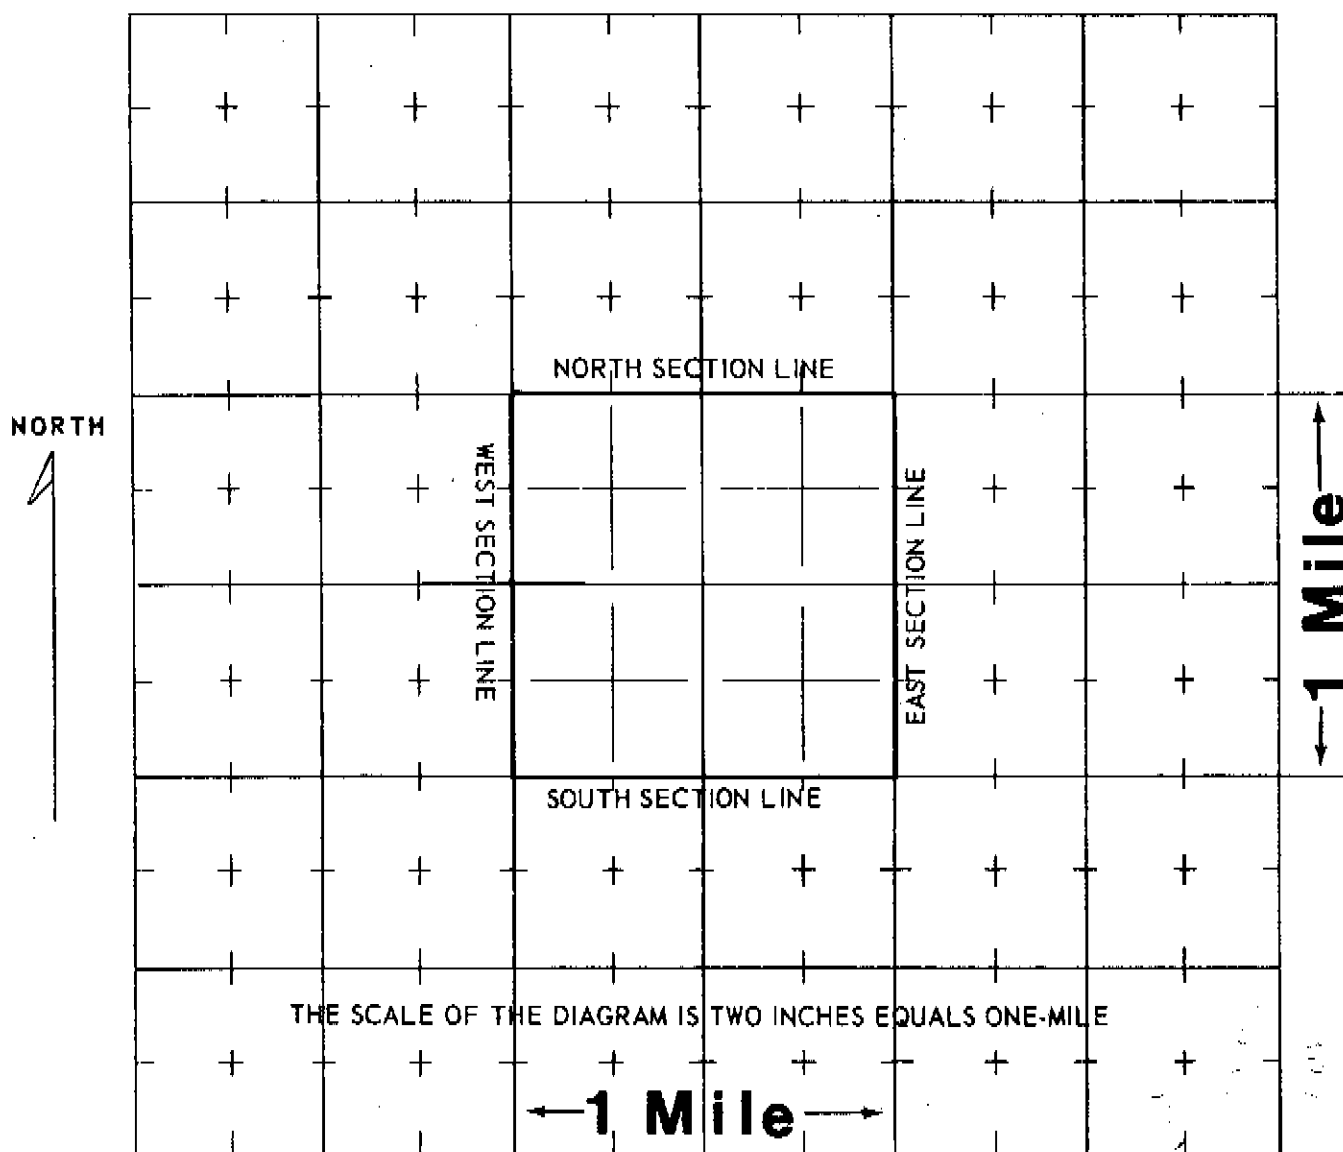 NORTH SECTION LINE
NORTH
WEST SECTION LINE
EAST SECTION LINE
1 Mile
SOUTH SECTION LINE
THE SCALE OF THE DIAGRAM IS TWO INCHES EQUALS ONE-MILE
1 Mile